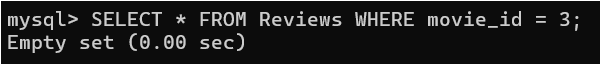 mysql> SELECT * FROM Reviews WHERE movie_id = 3;
Empty set (0.00 sec)